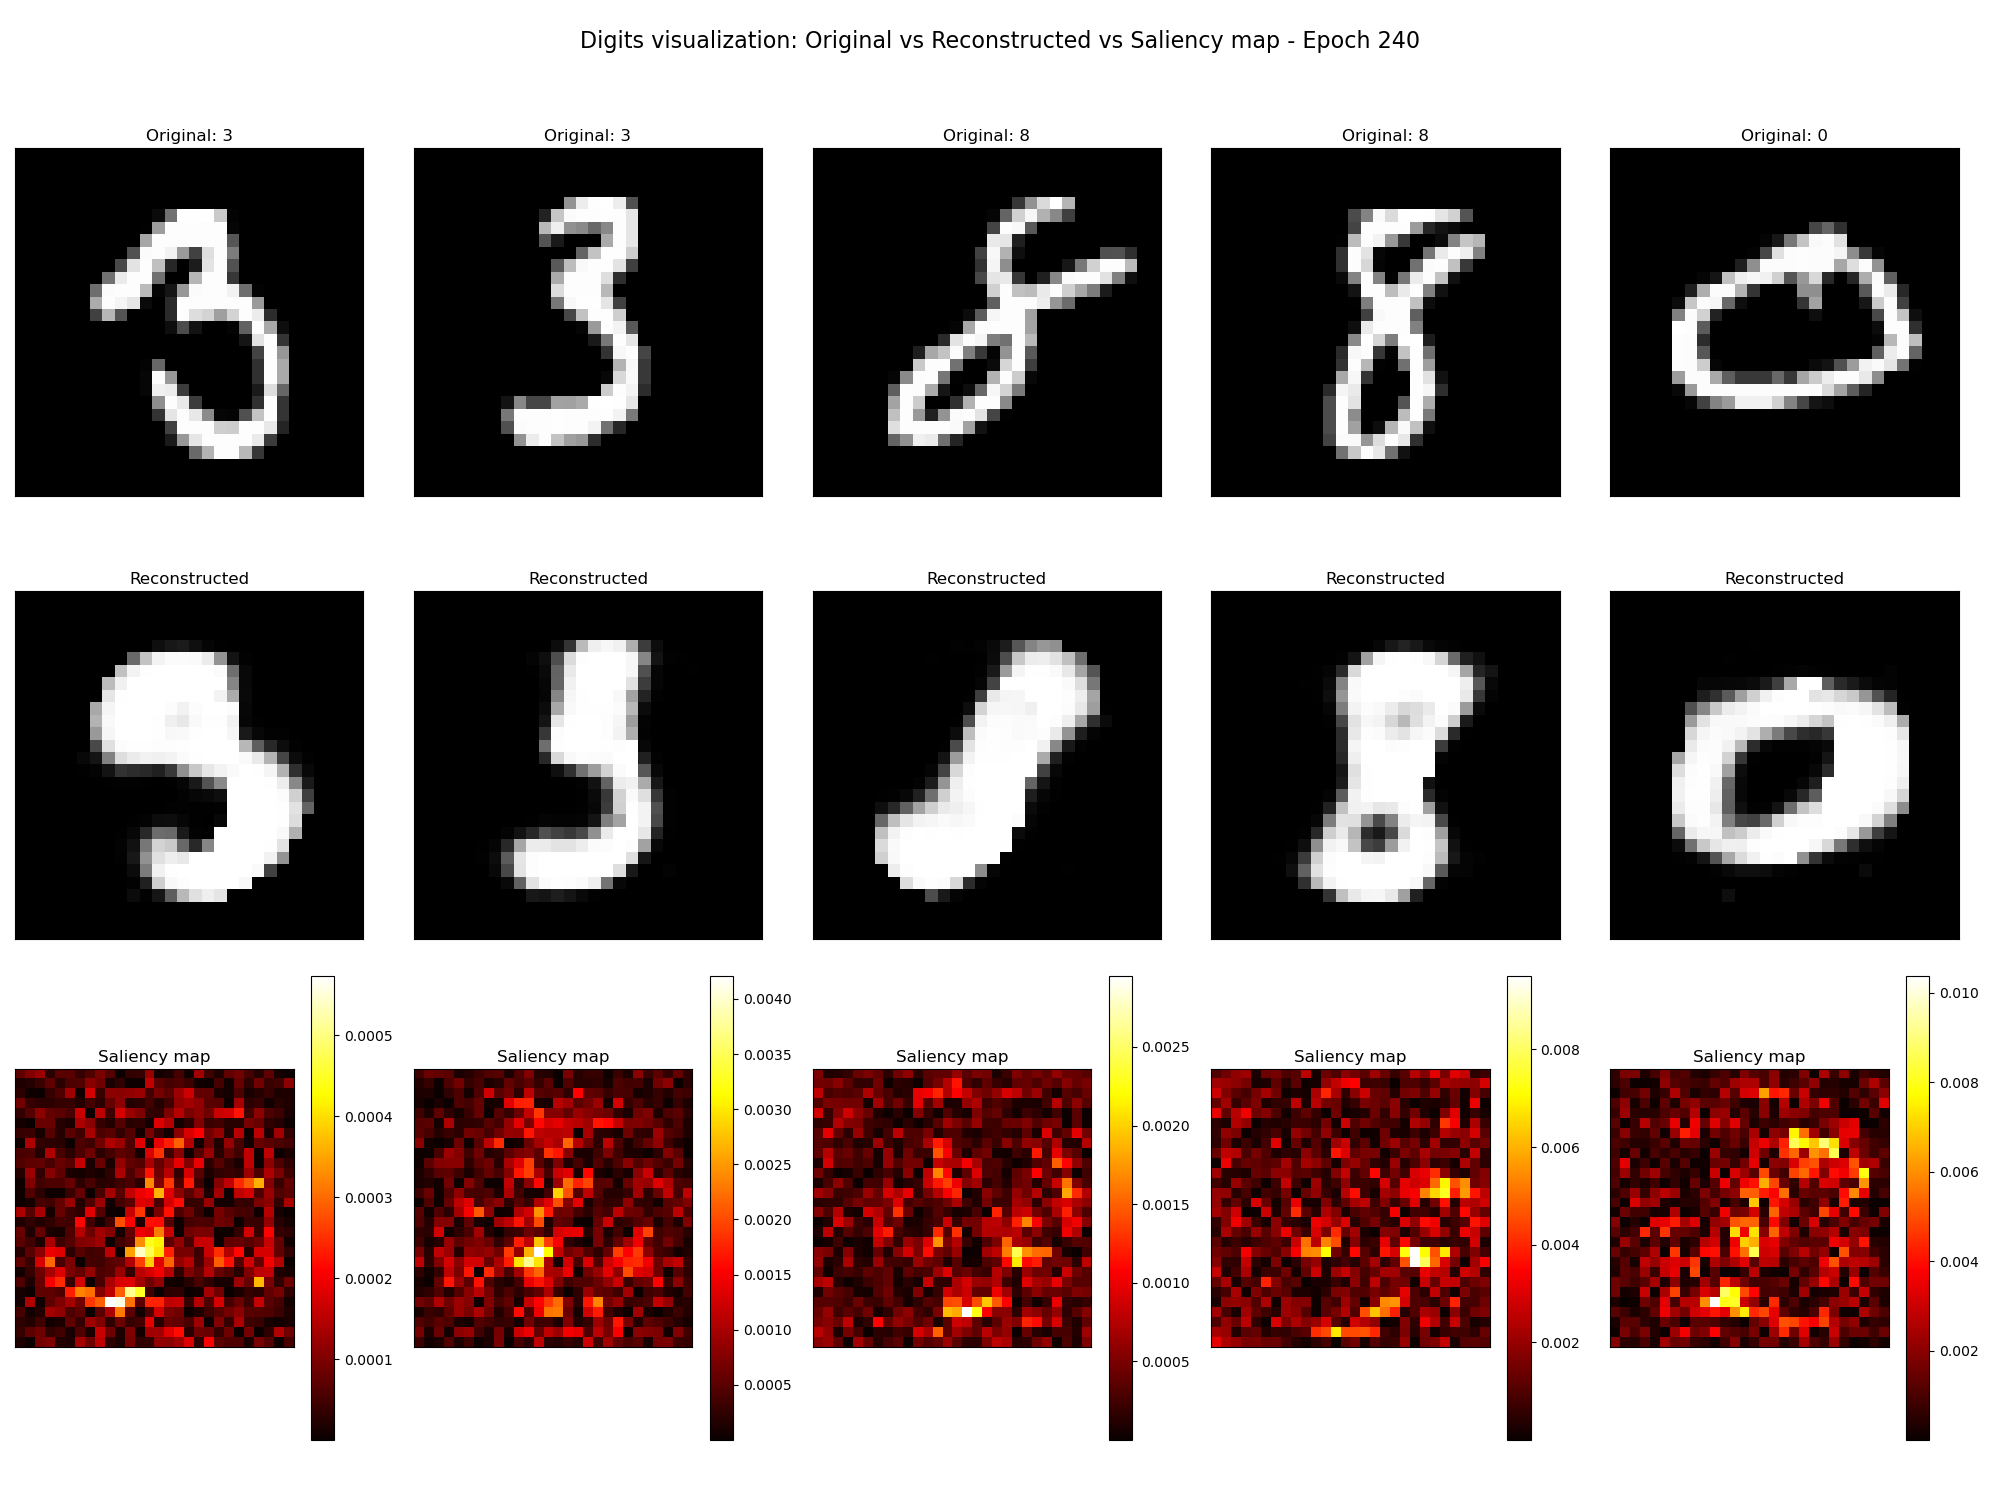 Digits visualization: Original vs Reconstructed vs Saliency map - Epoch 240
Original: 3
Original: 3
Original: 8
Original: 8
Original: 0
Reconstructed
Reconstructed
Reconstructed
Reconstructed
Reconstructed
Saliency map
0.0005
0.0004
0.0003
0.0002
0.0001
Saliency map
0.0040
0.0035
0.0030
0.0025
0.0020
0.0015
0.0010
0.0005
Saliency map
0.0025
0.0020
0.0015
0.0010
0.0005
Saliency map
0.008
0.006
0.004
0.002
Saliency map
0.010
0.008
0.006
0.004
0.002